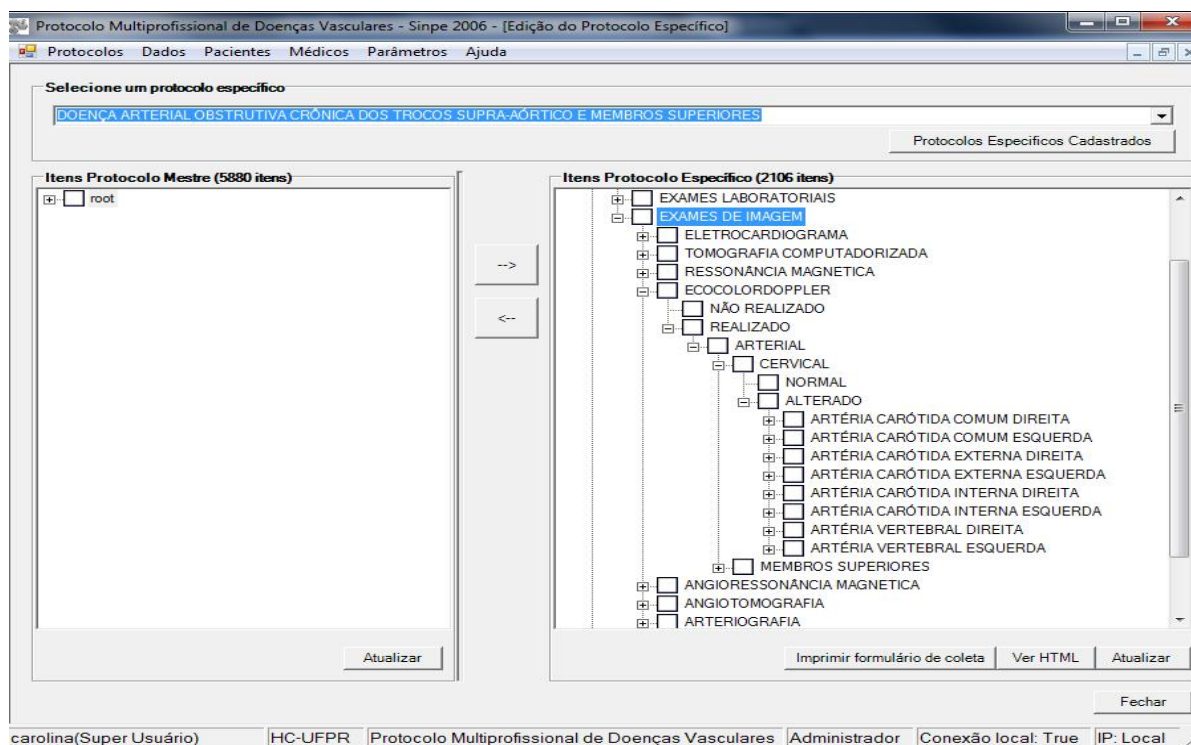 Protocolo Multiprofissional de Doenças Vasculares - Sinpe 2006 - [Edição do Protocolo Específico]
Protocolos Dados Pacientes Médicos Parâmetros Ajuda
Selecione um protocolo específico
DOENÇA ARTERIAL OBSTRUTIVA CRÔNICA DOS TROCOS SUPRA-AÓRTICO E MEMBROS SUPERIORES
Protocolos Especificos Cadastrados
Itens Protocolo Mestre (5880 itens)
root
Atualizar
-->
<--
Itens Protocolo Específico (2106 itens)
EXAMES LABORATORIAIS
EXAMES DE IMAGEM
ELETROCARDIOGRAMA
TOMOGRAFIA COMPUTADORIZADA
RESSONÂNCIA MAGNETICA
ECOCOLORDOPPLER
NÃO REALIZADO
REALIZADO
ARTERIAL
CERVICAL
NORMAL
ALTERADO
ARTÉRIA CARÓTIDA COMUM DIREITA
ARTÉRIA CARÓTIDA COMUM ESQUERDA
ARTÉRIA CARÓTIDA EXTERNA DIREITA
ARTÉRIA CARÓTIDA EXTERNA ESQUERDA
ARTÉRIA CARÓTIDA INTERNA DIREITA
ARTÉRIA CARÓTIDA INTERNA ESQUERDA
ARTÉRIA VERTEBRAL DIREITA
ARTÉRIA VERTEBRAL ESQUERDA
MEMBROS SUPERIORES
ANGIORESSONÂNCIA MAGNETICA
ANGIOTOMOGRAFIA
ARTERIOGRAFIA
Imprimir formulário de coleta Ver HTML Atualizar
Fechar
carolina(Super Usuário) HC-UFPR Protocolo Multiprofissional de Doenças Vasculares Administrador Conexão local: True IP: Local